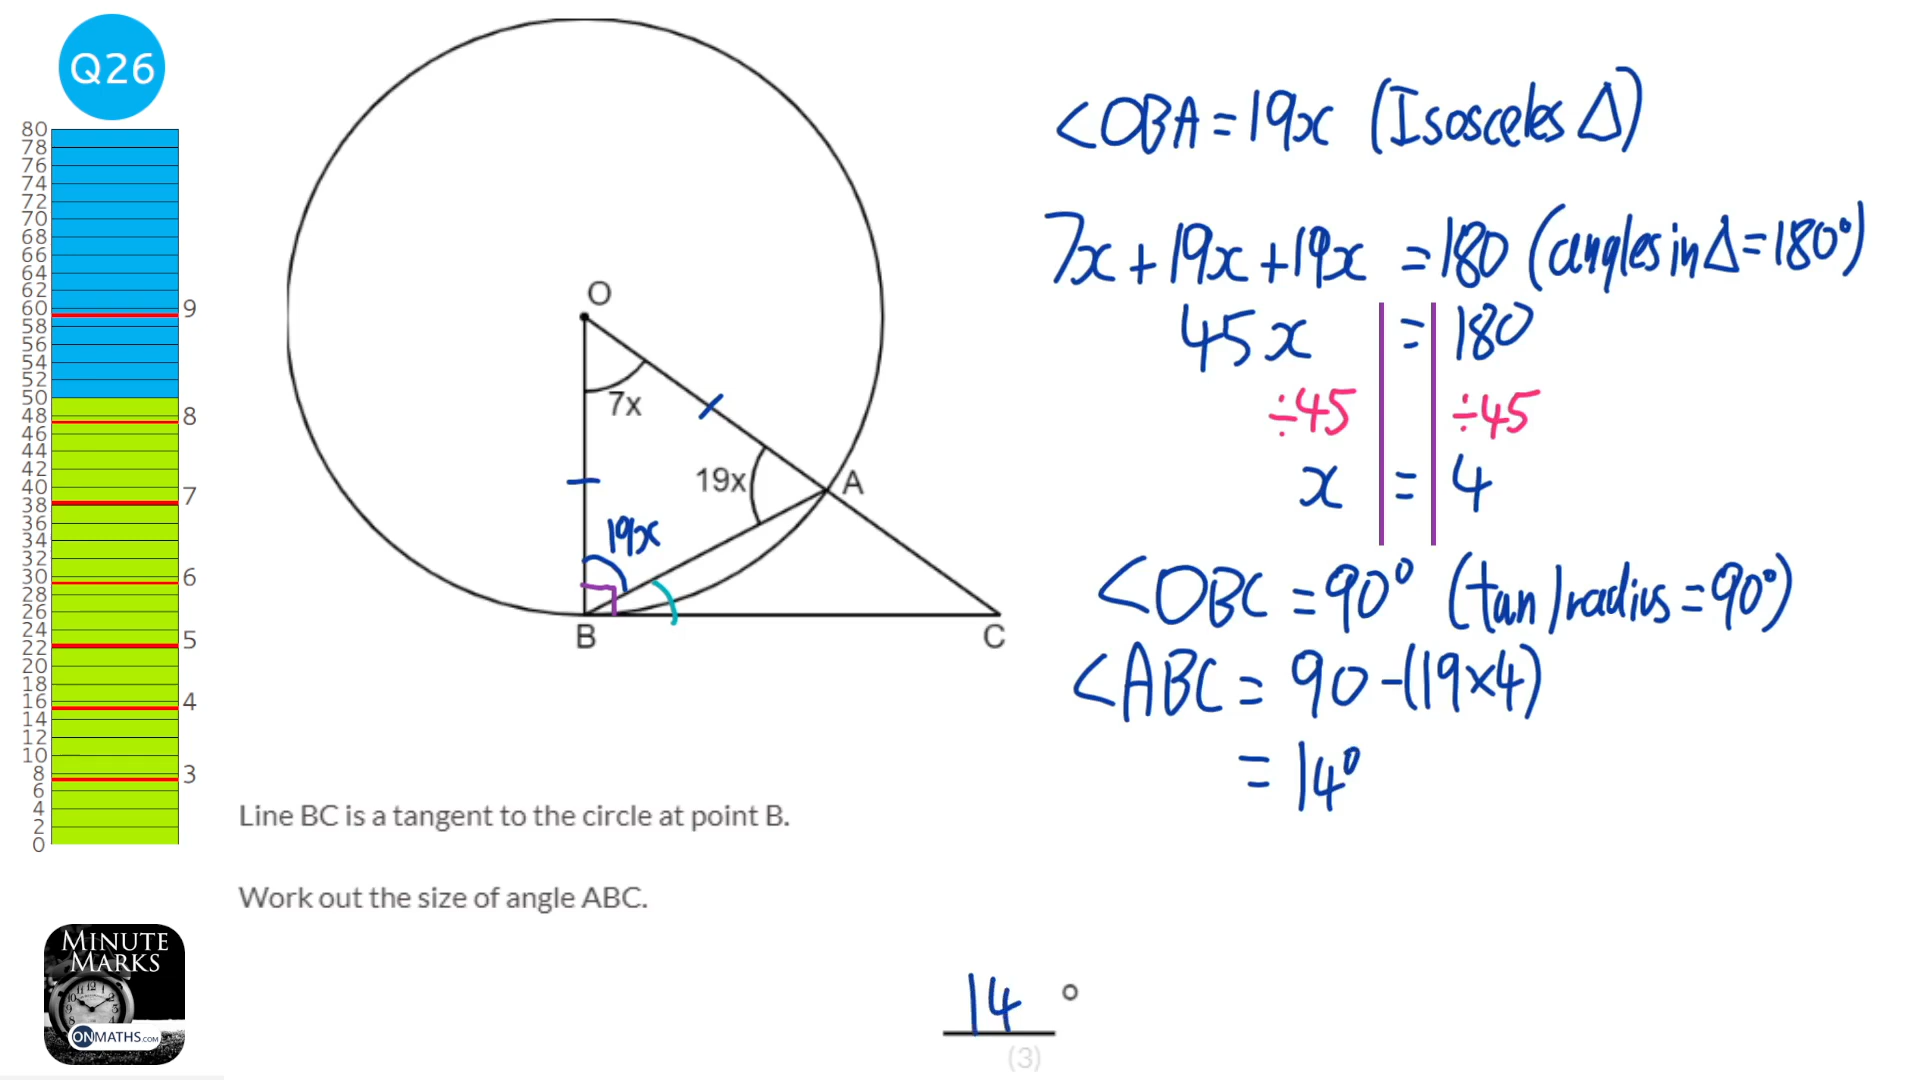 Q26
80
78
76
74
72
70
68
66
64
62
60
58
56
54
52
50
48
46
44
42
40
38
36
34
32
30
28
26
24
22
20
18
16
14
12
10
8
6
4
2
0
9
8
7
6
5
4
3
O
7x
19x
A
19x
B
C
<OBA = 19x (Isosceles Δ)
7x + 19x + 19x = 180 (angles in Δ = 180°)
45x = 180
÷45 ÷45
x = 4
<OBC = 90° (tan/radius = 90°)
<ABC = 90 - (19×4)
= 14°
Line BC is a tangent to the circle at point B.
Work out the size of angle ABC.
14 °
(3)
MINUTE
MARKS
ONMATHS.COM